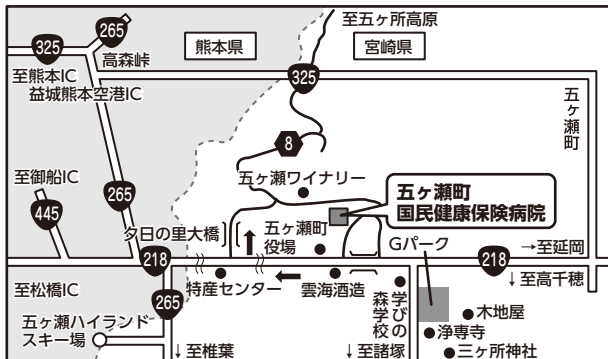 至五ヶ所高原
265
熊本県
宮崎県
325
高森峠
至熊本IC
益城熊本空港IC
325
五ヶ瀬町
8
至御船IC
五ヶ瀬ワイナリー
265
五ヶ瀬町
国民健康保険病院
445
夕日の里大橋
五ヶ瀬町
役場
Gパーク
→至延岡
218
218
↓至高千穂
至松橋IC
265
特産センター
雲海酒造
学びの
森学校
木地屋
五ヶ瀬ハイランド
スキー場
浄専寺
↓至椎葉
↓至諸塚
三ヶ所神社